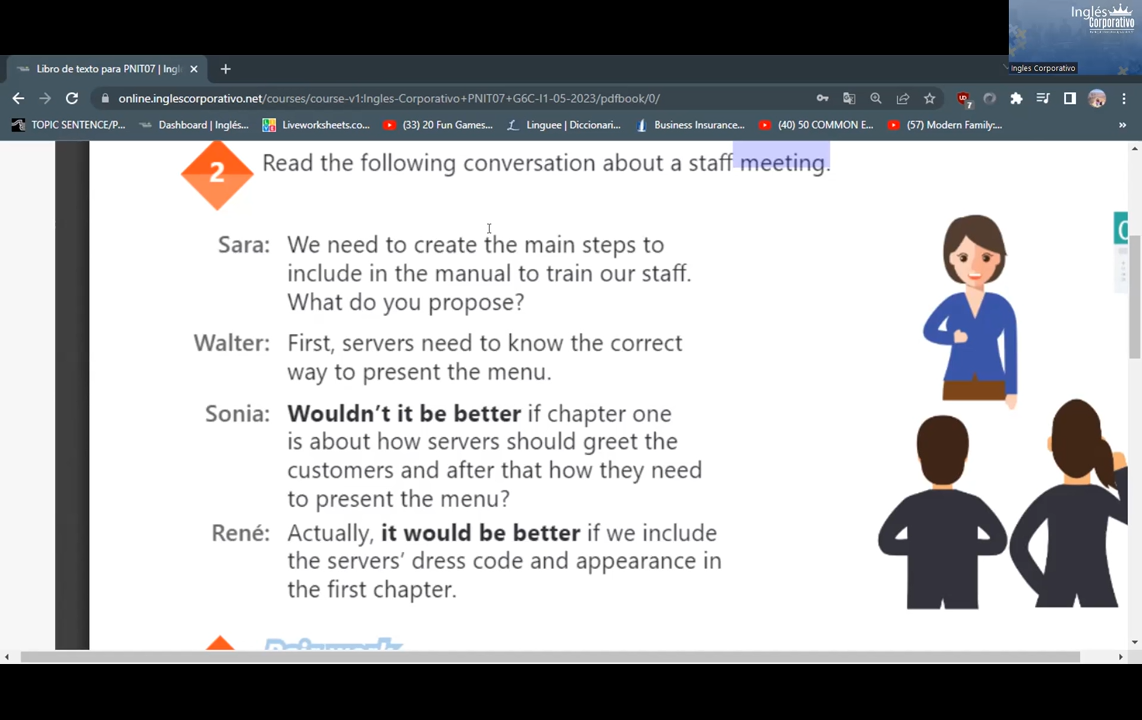 Inglés
Corporativo
Ingles Corporativo
Libro de texto para PNIT07 | Ingl
online.inglescorporativo.net/courses/course-v1:Ingles-Corporativo+PNIT07+G6C-I1-05-2023/pdfbook/0/
7
TOPIC SENTENCE/P... Dashboard | Inglés... Liveworksheets.co... (33) 20 Fun Games... Linguee | Diccionari... Business Insurance... (40) 50 COMMON E... (57) Modern Family:... »
2 Read the following conversation about a staff meeting.
Sara: We need to create the main steps to
include in the manual to train our staff.
What do you propose?
Walter: First, servers need to know the correct
way to present the menu.
Sonia: Wouldn't it be better if chapter one
is about how servers should greet the
customers and after that how they need
to present the menu?
René: Actually, it would be better if we include
the servers' dress code and appearance in
the first chapter.